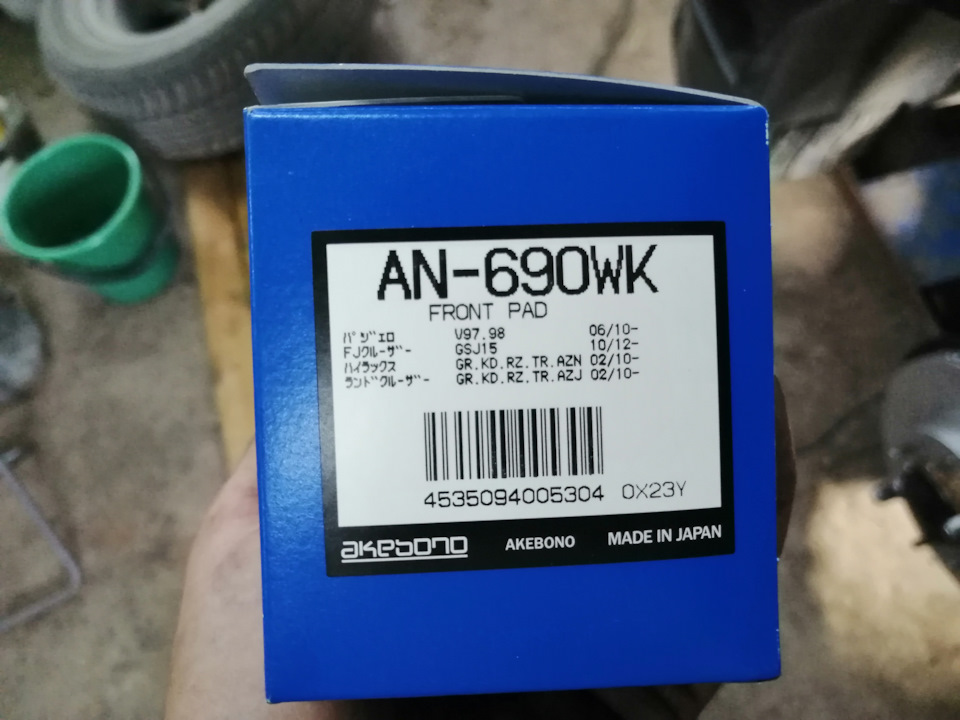 AN-690WK
FRONT PAD
ﾊﾟｼﾞｪﾛ V97.98 06/10-
FJｸﾙｰｻﾞｰ GSJ15 10/12-
ﾊｲﾗｯｸｽ GR.KD.RZ.TR.AZN 02/10-
ﾗﾝﾄﾞｸﾙｰｻﾞｰ GR.KD.RZ.TR.AZJ 02/10-
4535094005304 0X23Y
akebono AKEBONO MADE IN JAPAN